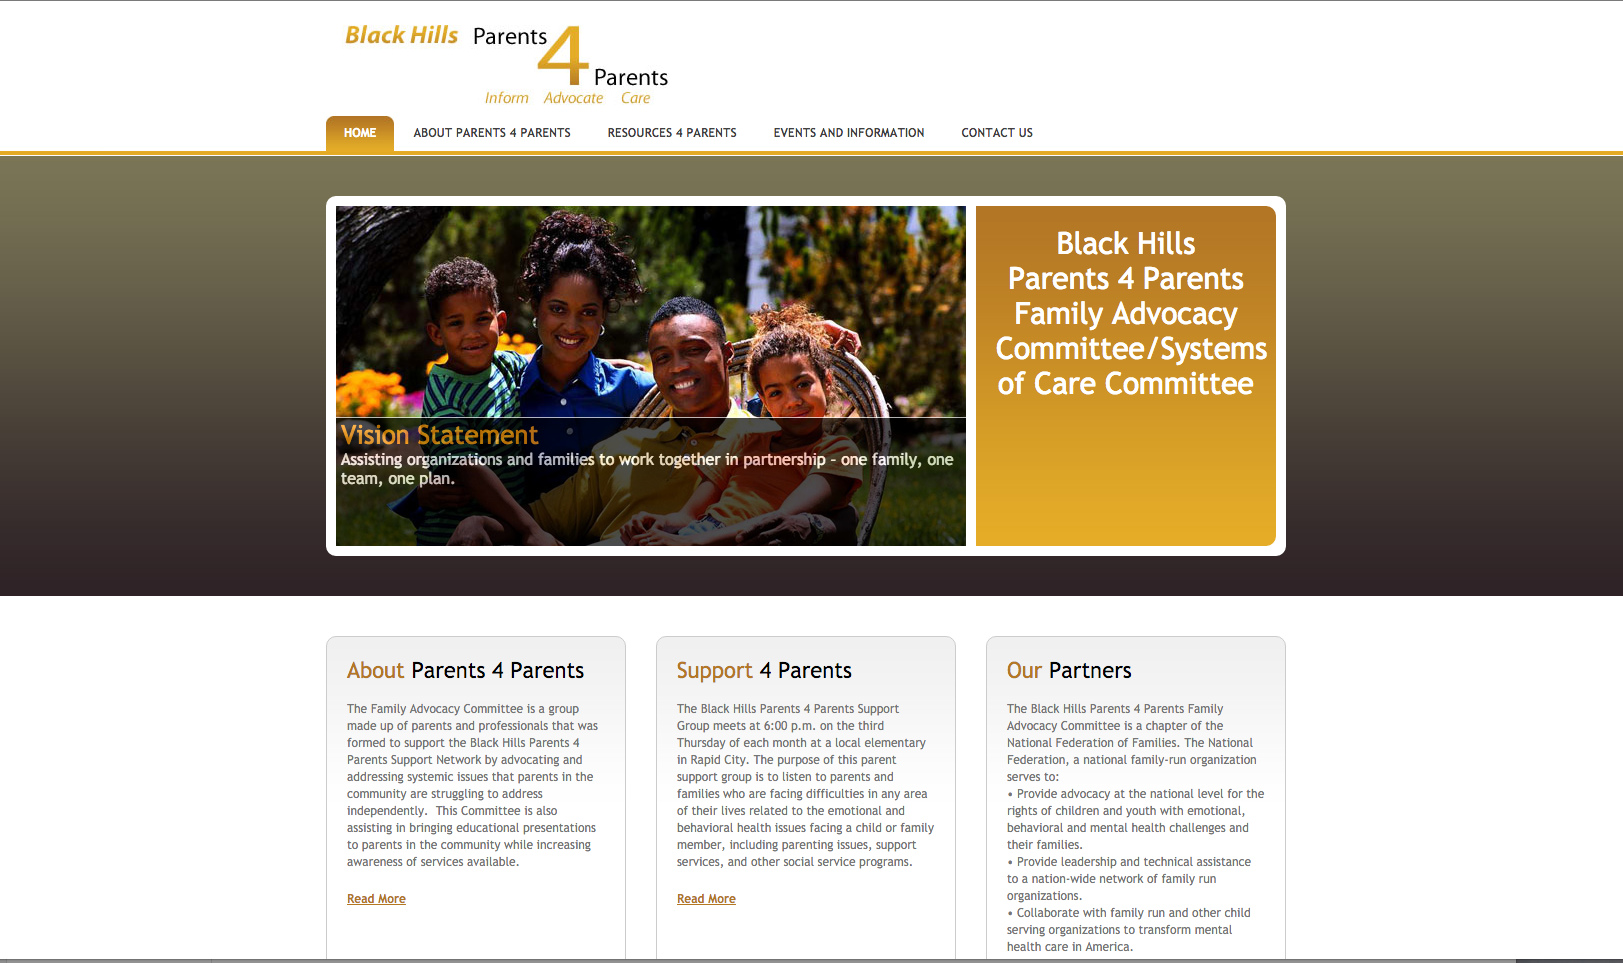 Black Hills Parents 4 Parents
Inform Advocate Care
HOME
ABOUT PARENTS 4 PARENTS
RESOURCES 4 PARENTS
EVENTS AND INFORMATION
CONTACT US
Vision Statement
Assisting organizations and families to work together in partnership - one family, one
team, one plan.
Black Hills
Parents 4 Parents
Family Advocacy
Committee/Systems
of Care Committee
About Parents 4 Parents
The Family Advocacy Committee is a group
made up of parents and professionals that was
formed to support the Black Hills Parents 4
Parents Support Network by advocating and
addressing systemic issues that parents in the
community are struggling to address
independently.  This Committee is also
assisting in bringing educational presentations
to parents in the community while increasing
awareness of services available.
Read More
Support 4 Parents
The Black Hills Parents 4 Parents Support
Group meets at 6:00 p.m. on the third
Thursday of each month at a local elementary
in Rapid City. The purpose of this parent
support group is to listen to parents and
families who are facing difficulties in any area
of their lives related to the emotional and
behavioral health issues facing a child or family
member, including parenting issues, support
services, and other social service programs.
Read More
Our Partners
The Black Hills Parents 4 Parents Family
Advocacy Committee is a chapter of the
National Federation of Families. The National
Federation, a national family-run organization
serves to:
• Provide advocacy at the national level for the
rights of children and youth with emotional,
behavioral and mental health challenges and
their families.
• Provide leadership and technical assistance
to a nation-wide network of family run
organizations.
• Collaborate with family run and other child
serving organizations to transform mental
health care in America.